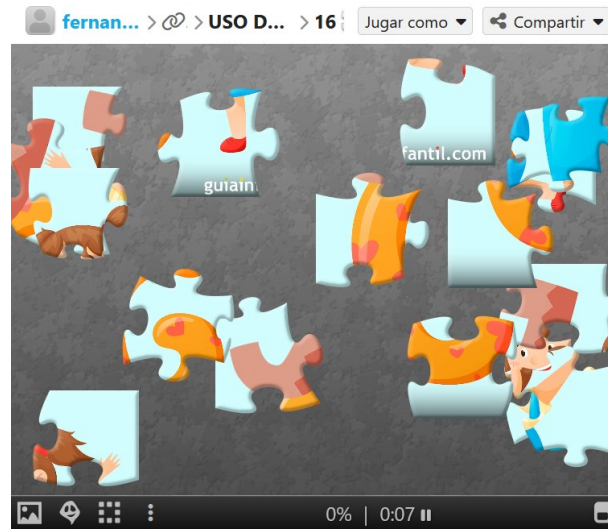 fernan... > USO D... > 16 Jugar como Compartir
fantil.com
guiain
0% | 0:07